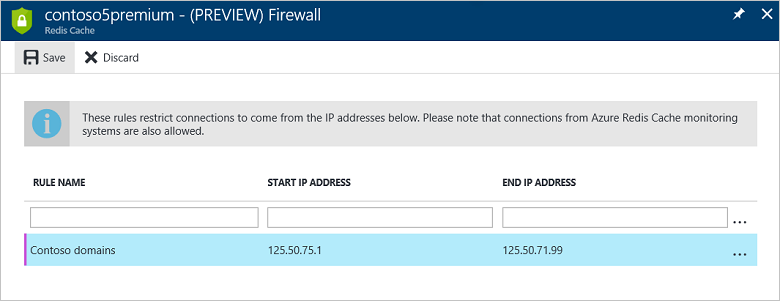 contoso5premium - (PREVIEW) Firewall
Redis Cache
Save Discard
These rules restrict connections to come from the IP addresses below. Please note that connections from Azure Redis Cache monitoring
systems are also allowed.
RULE NAME START IP ADDRESS END IP ADDRESS
...
Contoso domains 125.50.75.1 125.50.71.99 ...